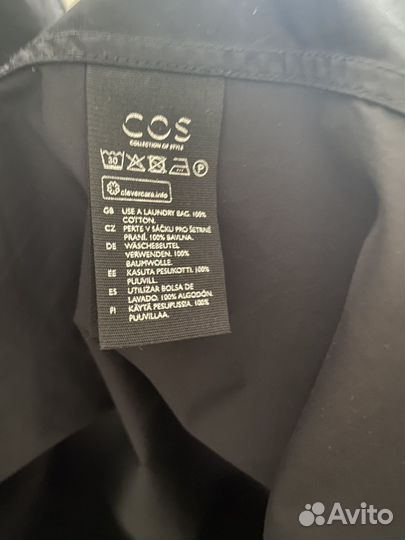 COS
COLLECTION OF STYLE
30 P
clevercare.info
GB USE A LAUNDRY BAG. 100%
COTTON.
CZ PERTE V SÁČKU PRO ŠETRNÉ
PRANÍ. 100% BAVLNA.
DE WÄSCHEBEUTEL
VERWENDEN. 100%
BAUMWOLLE.
EE KASUTA PESUKOTTI. 100%
PUUVILL.
ES UTILIZAR BOLSA DE
LAVADO. 100% ALGODÓN.
FI KÄYTÄ PESUPUSSIA. 100%
PUUVILLAA.
Avito